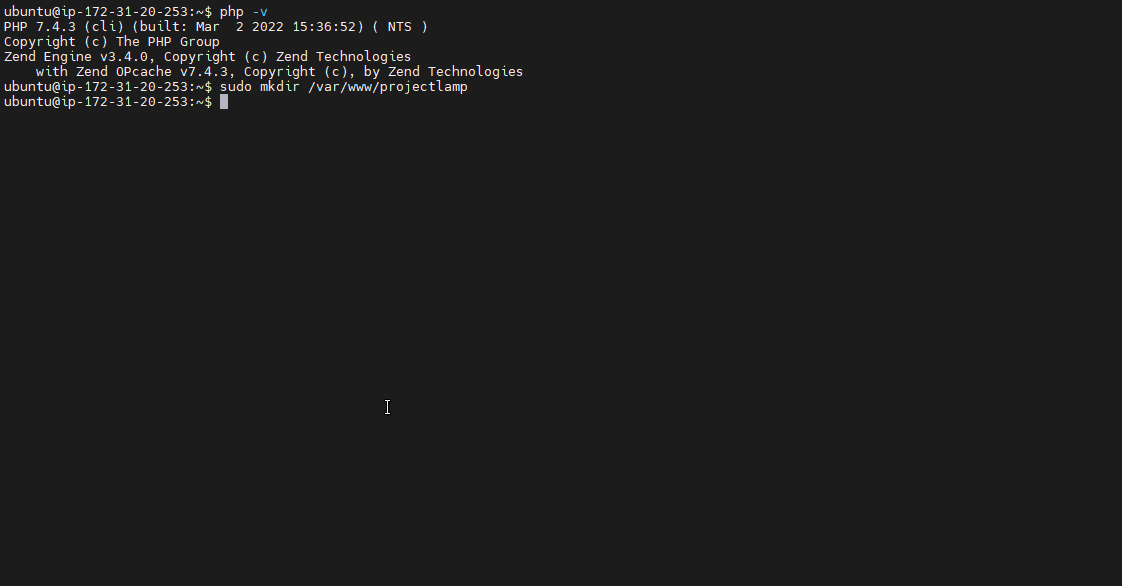 ubuntu@ip-172-31-20-253:~$ php -v
PHP 7.4.3 (cli) (built: Mar  2 2022 15:36:52) ( NTS )
Copyright (c) The PHP Group
Zend Engine v3.4.0, Copyright (c) Zend Technologies
    with Zend OPcache v7.4.3, Copyright (c), by Zend Technologies
ubuntu@ip-172-31-20-253:~$ sudo mkdir /var/www/projectlamp
ubuntu@ip-172-31-20-253:~$